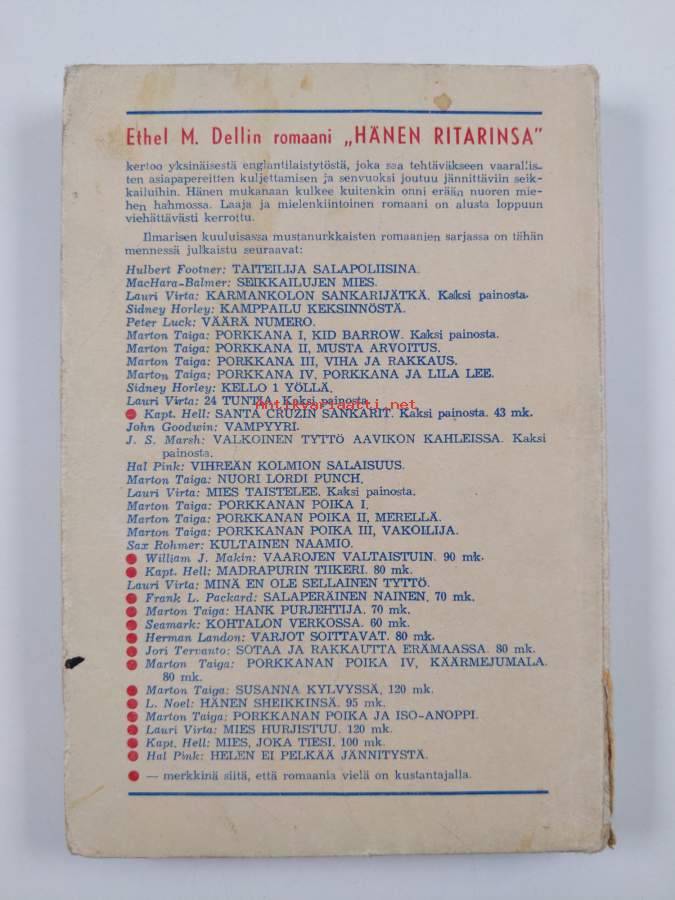 Ethel M. Dellin romaani „HÄNEN RITARINSA"
kertoo yksinäisestä englantilaistytöstä, joka saa tehtäväkseen vaarallis-
ten asiapapereitten kuljettamisen ja senvuoksi joutuu jännittäviin seik-
kailuihin. Hänen mukanaan kulkee kuitenkin onni erään nuoren mie-
hen hahmossa. Laaja ja mielenkiintoinen romaani on alusta loppuun
viehättävästi kerrottu.
Ilmarisen kuuluisassa mustanurkkaisten romaanien sarjassa on tähän
mennessä julkaistu seuraavat:
Hulbert Footner: TAITEILIJA SALAPOLIISINA.
MacHara-Balmer: SEIKKAILUJEN MIES.
Lauri Virta: KARMANKOLON SANKARIJÄTKÄ. Kaksi painosta.
Sidney Horley: KAMPPAILU KEKSINNÖSTÄ.
Peter Luck: VÄÄRÄ NUMERO.
Marton Taiga: PORKKANA I, KID BARROW. Kaksi painosta.
Marton Taiga: PORKKANA II, MUSTA ARVOITUS.
Marton Taiga: PORKKANA III, VIHA JA RAKKAUS.
Marton Taiga: PORKKANA IV, PORKKANA JA LILA LEE.
Sidney Horley: KELLO 1 YÖLLÄ.
Lauri Virta: 24 TUNTIA. Kaksi painosta.
Antikvariaatti.net
Kapt. Hell: SANTA CRUZIN SANKARIT. Kaksi painosta. 43 mk.
John Goodwin: VAMPYYRI.
J. S. Marsh: VALKOINEN TYTTÖ AAVIKON KAHLEISSA. Kaksi
painosta.
Hal Pink: VIHREÄN KOLMION SALAISUUS.
Marton Taiga: NUORI LORDI PUNCH.
Lauri Virta: MIES TAISTELEE. Kaksi painosta.
Marton Taiga: PORKKANAN POIKA I.
Marton Taiga: PORKKANAN POIKA II, MERELLÄ.
Marton Taiga: PORKKANAN POIKA III, VAKOILIJA.
Sax Rohmer: KULTAINEN NAAMIO.
William J. Makin: VAAROJEN VALTAISTUIN. 90 mk.
Kapt. Hell: MADRAPURIN TIIKERI. 80 mk.
Lauri Virta: MINÄ EN OLE SELLAINEN TYTTÖ.
Frank L. Packard: SALAPERÄINEN NAINEN. 70 mk.
Marton Taiga: HANK PURJEHTIJA. 70 mk.
Seamark: KOHTALON VERKOSSA. 60 mk.
Herman Landon: VARJOT SOITTAVAT. 80 mk.
Jori Tervanto: SOTAA JA RAKKAUTTA ERÄMAASSA. 80 mk.
Marton Taiga: PORKKANAN POIKA IV, KÄÄRMEJUMALA.
80 mk.
Marton Taiga: SUSANNA KYLVYSSÄ, 120 mk.
L. Noel: HÄNEN SHEIKKINSÄ. 95 mk.
Marton Taiga: PORKKANAN POIKA JA ISO-ANOPPI.
Lauri Virta: MIES HURJISTUU. 120 mk.
Kapt. Hell: MIES, JOKA TIESI. 100 mk.
Hal Pink: HELEN EI PELKÄÄ JÄNNITYSTÄ.
— merkkinä siitä, että romaania vielä on kustantajalla.